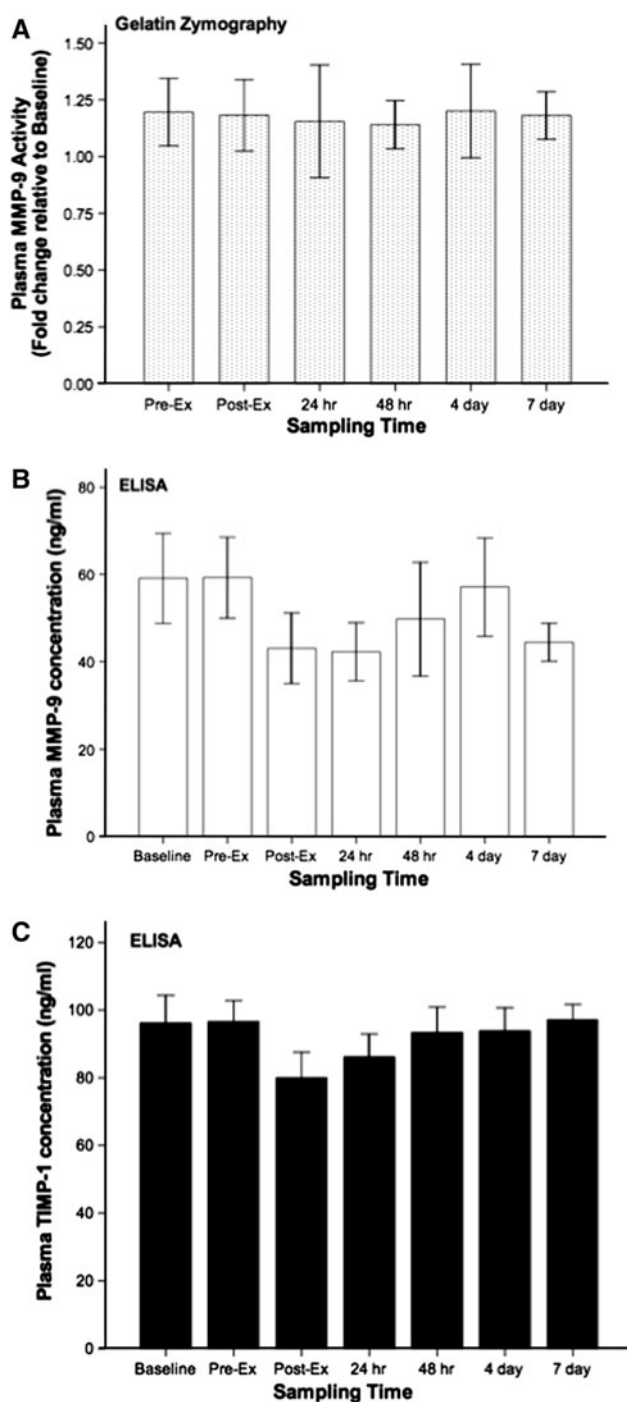 A
Gelatin Zymography
Plasma MMP-9 Activity
(Fold change relative to Baseline)
1.50
1.25
1.00
0.75
0.50
0.25
0.00
Pre-Ex Post-Ex 24 hr 48 hr 4 day 7 day
Sampling Time
B
ELISA
Plasma MMP-9 concentration (ng/ml)
80
60
40
20
0
Baseline Pre-Ex Post-Ex 24 hr 48 hr 4 day 7 day
Sampling Time
C
ELISA
Plasma TIMP-1 concentration (ng/ml)
120
100
80
60
40
20
0
Baseline Pre-Ex Post-Ex 24 hr 48 hr 4 day 7 day
Sampling Time